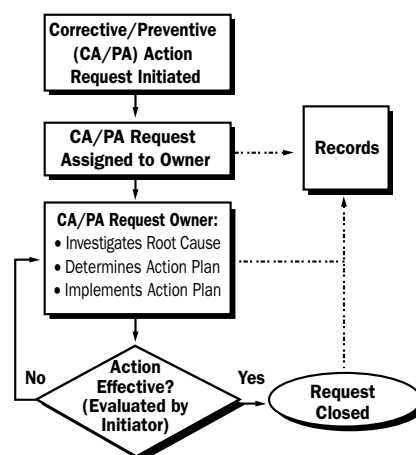 Corrective/Preventive
(CA/PA) Action
Request Initiated
CA/PA Request
Assigned to Owner
Records
CA/PA Request Owner:
• Investigates Root Cause
• Determines Action Plan
• Implements Action Plan
No
Action
Effective?
(Evaluated by
Initiator)
Yes
Request
Closed